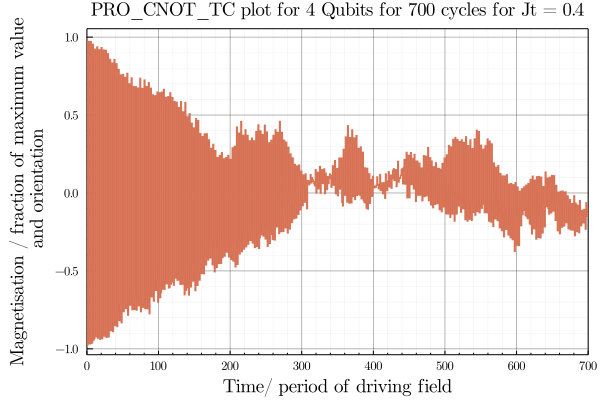 PRO_CNOT_TC plot for 4 Qubits for 700 cycles for Jt = 0.4
Magnetisation / fraction of maximum value
and orientation
1.0
0.5
0.0
−0.5
−1.0
0 100 200 300 400 500 600 700
Time/ period of driving field